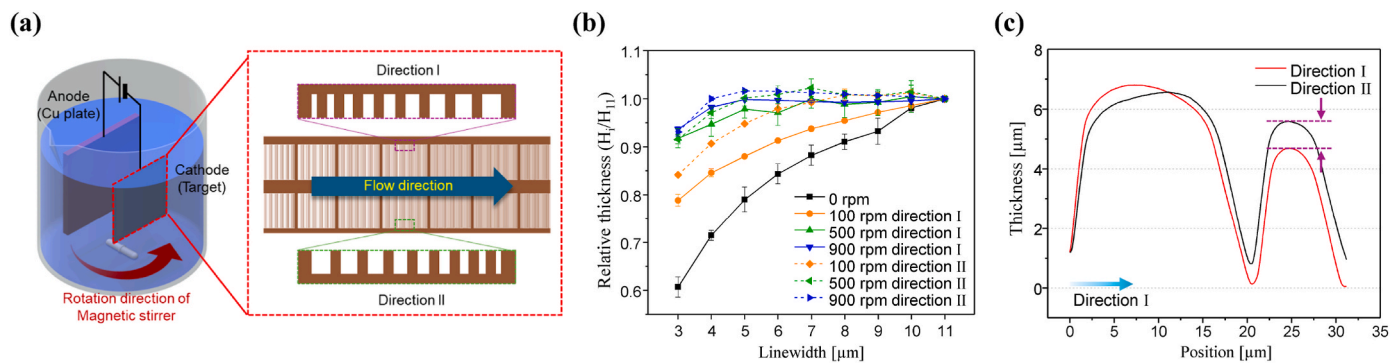 (a)
Anode
(Cu plate)
Cathode
(Target)
Rotation direction of
Magnetic stirrer
Direction I
Flow direction
Direction II
(b)
Relative thickness (Hi/H11)
1.1
1.0
0.9
0.8
0.7
0.6
0 rpm
100 rpm direction I
500 rpm direction I
900 rpm direction I
100 rpm direction II
500 rpm direction II
900 rpm direction II
3 4 5 6 7 8 9 10 11
Linewidth [µm]
(c)
Thickness [µm]
8
6
4
2
0
Direction I
Direction II
Direction I
0 5 10 15 20 25 30 35
Position [µm]